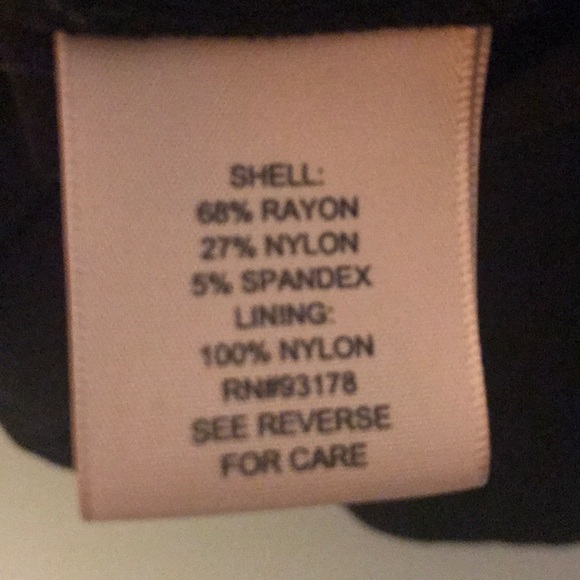 SHELL:
68% RAYON
27% NYLON
5% SPANDEX
LINING:
100% NYLON
RN#93178
SEE REVERSE
FOR CARE